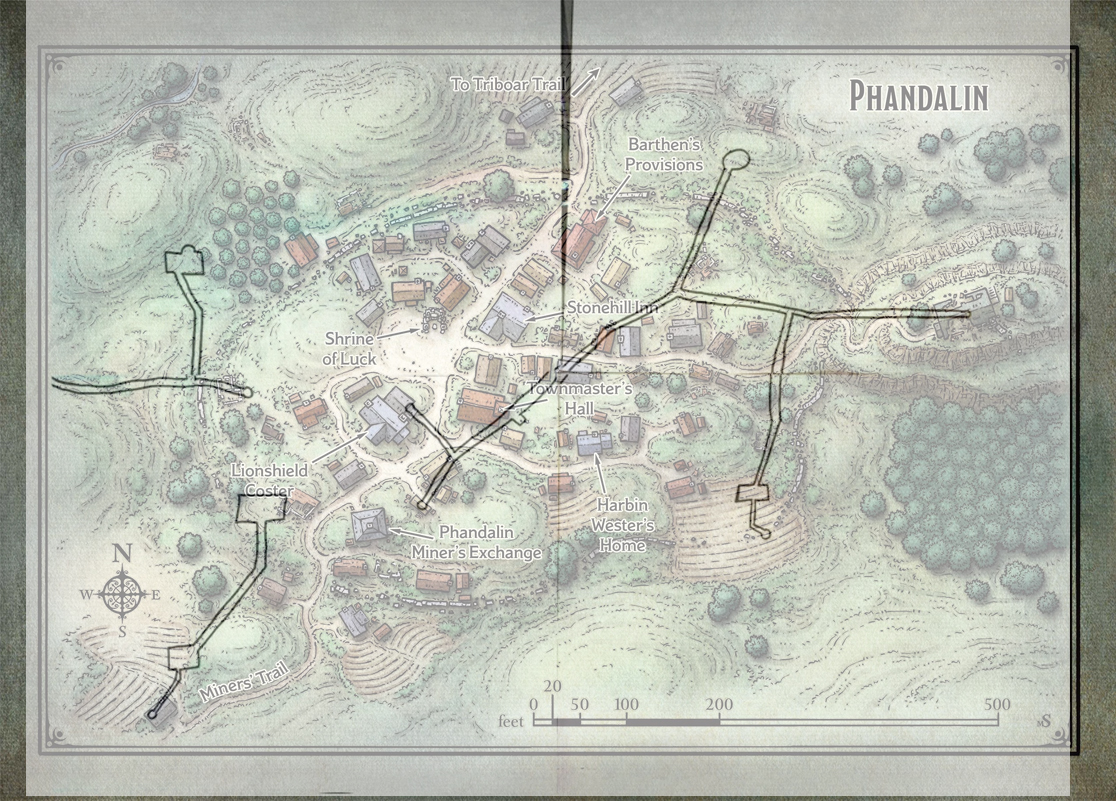 To Triboar Trail
PHANDALIN
Barthen's
Provisions
Stonehill Inn
Shrine
of Luck
Townmaster's
Hall
Lionshield
Coster
Harbin
Wester's
Home
Phandalin
Miner's Exchange
N
W E
S
Miners' Trail
20
0 50 100 200 500
feet